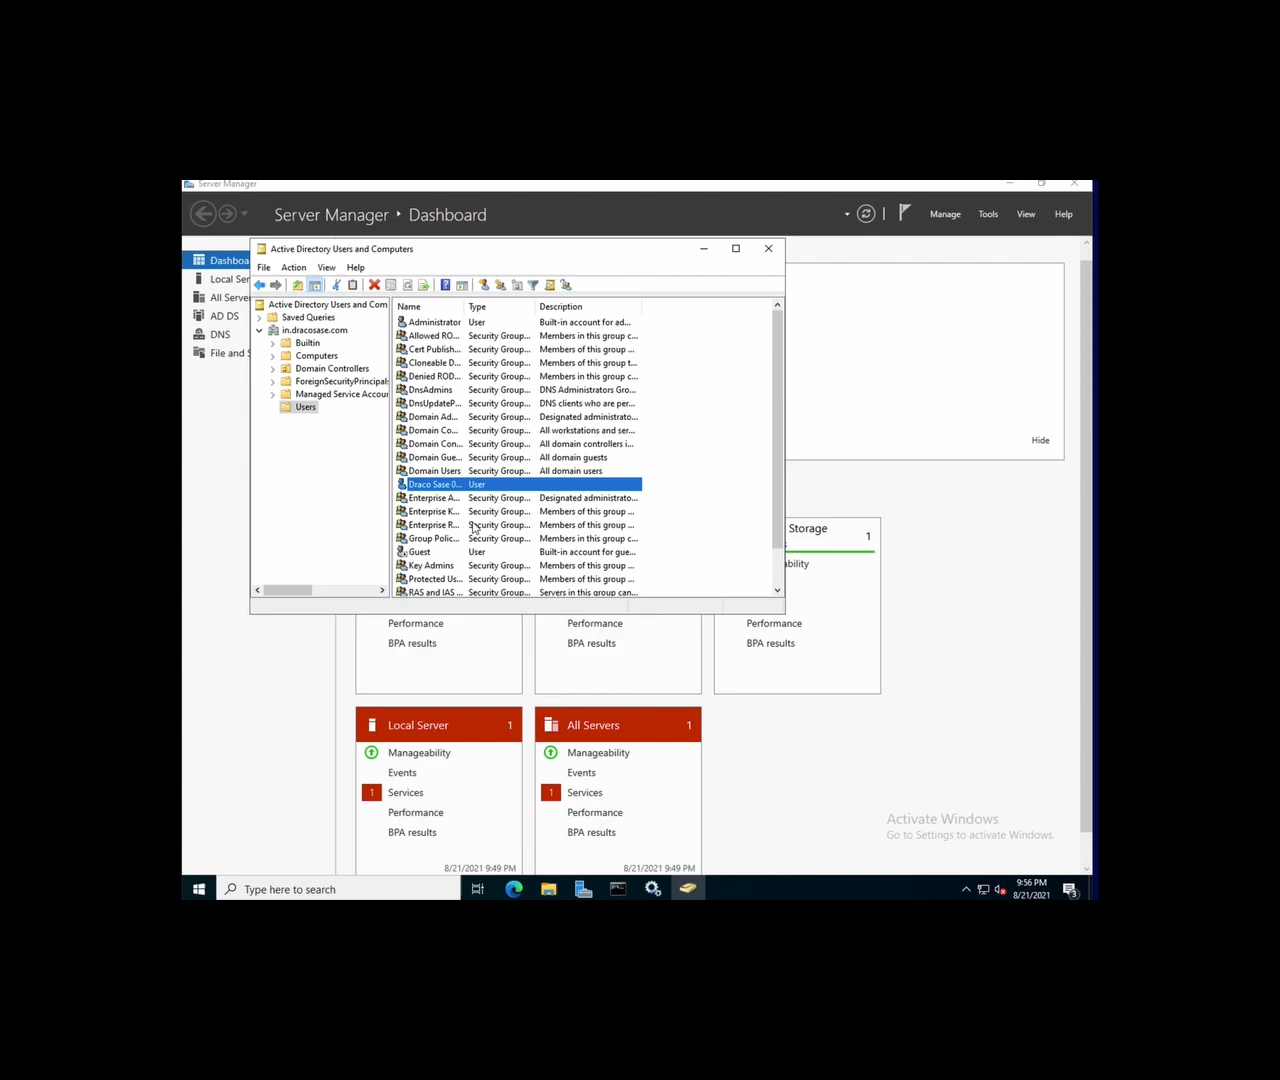 Server Manager
Server Manager ‣ Dashboard
Manage Tools View Help
Dashboa
Local Ser
All Serve
AD DS
DNS
File and S
Active Directory Users and Computers
File Action View Help
Active Directory Users and Com
Saved Queries
in.dracosase.com
Builtin
Computers
Domain Controllers
ForeignSecurityPrincipals
Managed Service Accour
Users
Name Type Description
Administrator User Built-in account for ad...
Allowed RO... Security Group... Members in this group c...
Cert Publish... Security Group... Members of this group ...
Cloneable D... Security Group... Members of this group t...
Denied ROD... Security Group... Members in this group c...
DnsAdmins Security Group... DNS Administrators Gro...
DnsUpdateP... Security Group... DNS clients who are per...
Domain Ad... Security Group... Designated administrato...
Domain Co... Security Group... All workstations and ser...
Domain Con... Security Group... All domain controllers i...
Domain Gue... Security Group... All domain guests
Domain Users Security Group... All domain users
Draco Sase 0... User
Enterprise A... Security Group... Designated administrato...
Enterprise K... Security Group... Members of this group ...
Enterprise R... Security Group... Members of this group ...
Group Polic... Security Group... Members in this group c...
Guest User Built-in account for gue...
Key Admins Security Group... Members of this group ...
Protected Us... Security Group... Members of this group ...
RAS and IAS ... Security Group... Servers in this group can...
Hide
Storage 1
ability
Performance
BPA results
Performance
BPA results
Performance
BPA results
Local Server 1
Manageability
Events
1 Services
Performance
BPA results
8/21/2021 9:49 PM
All Servers 1
Manageability
Events
1 Services
Performance
BPA results
8/21/2021 9:49 PM
Activate Windows
Go to Settings to activate Windows.
Type here to search
9:56 PM
8/21/2021
3